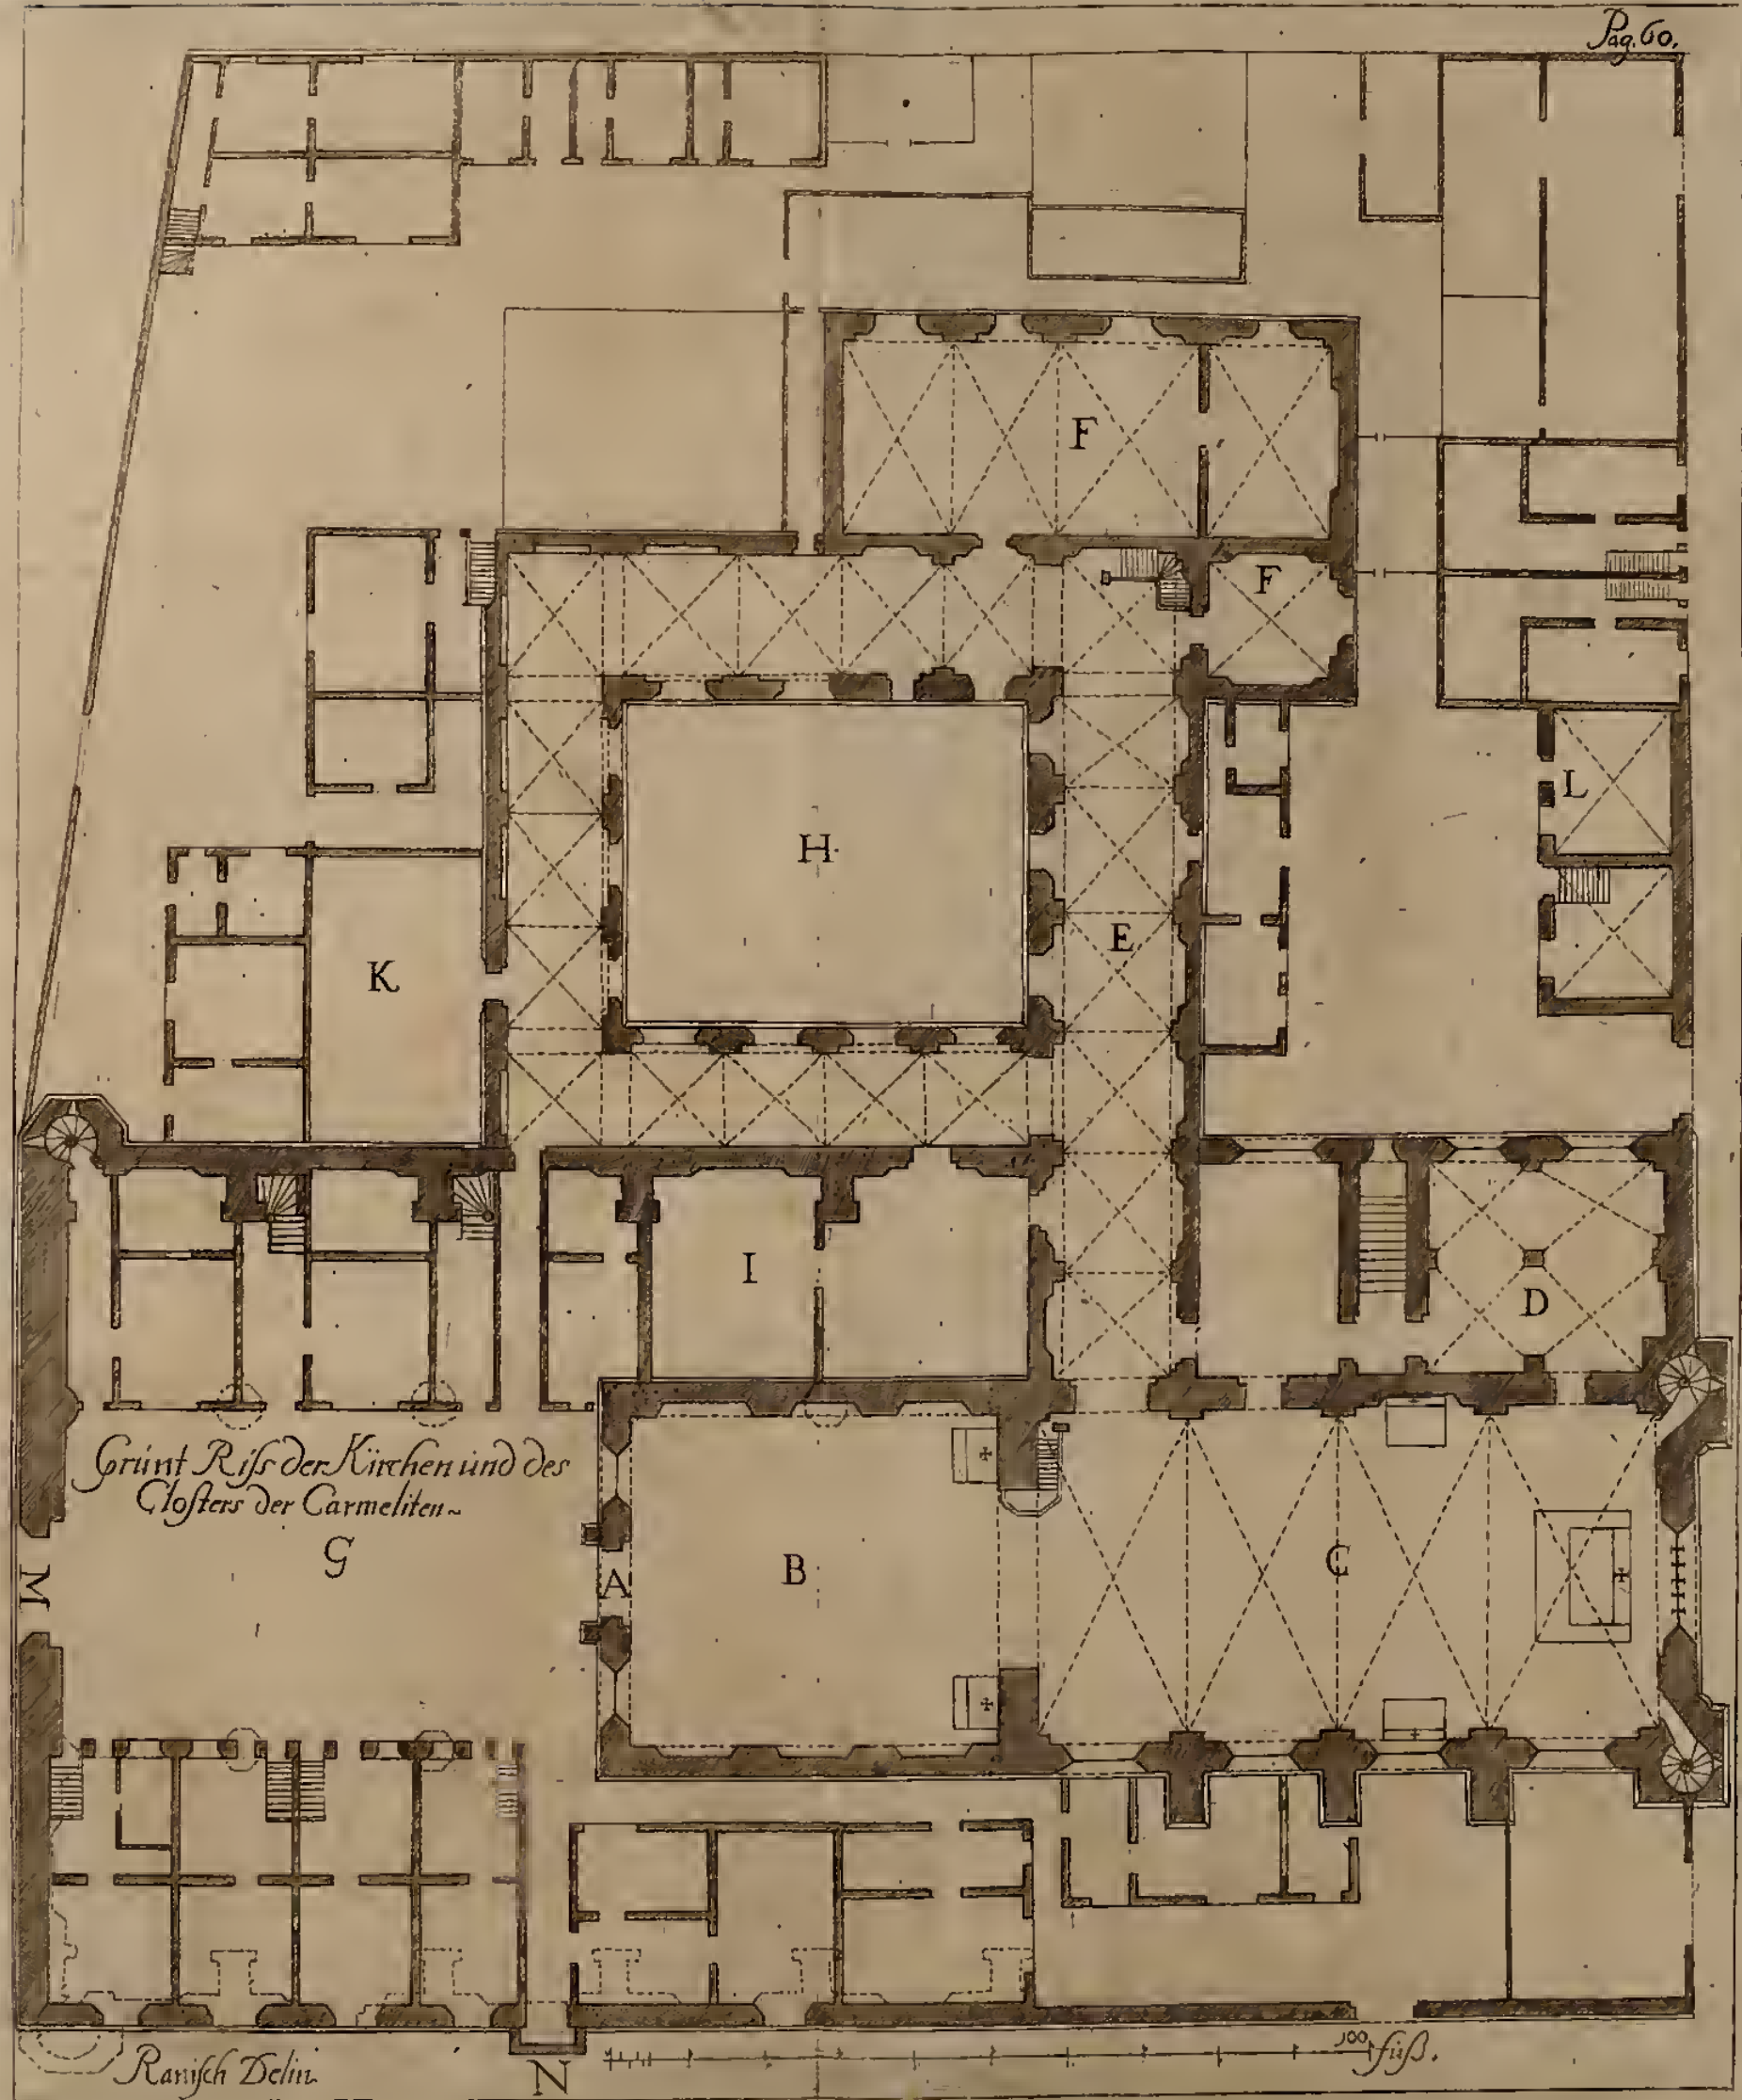 Pag. 60.
F
F
L
H
E
K
I
D
Grunt Riſs der Kirchen und des
Cloſters der Carmeliten~
G
M
A
B
C
N
100 fuß.
Raniſch Delin.